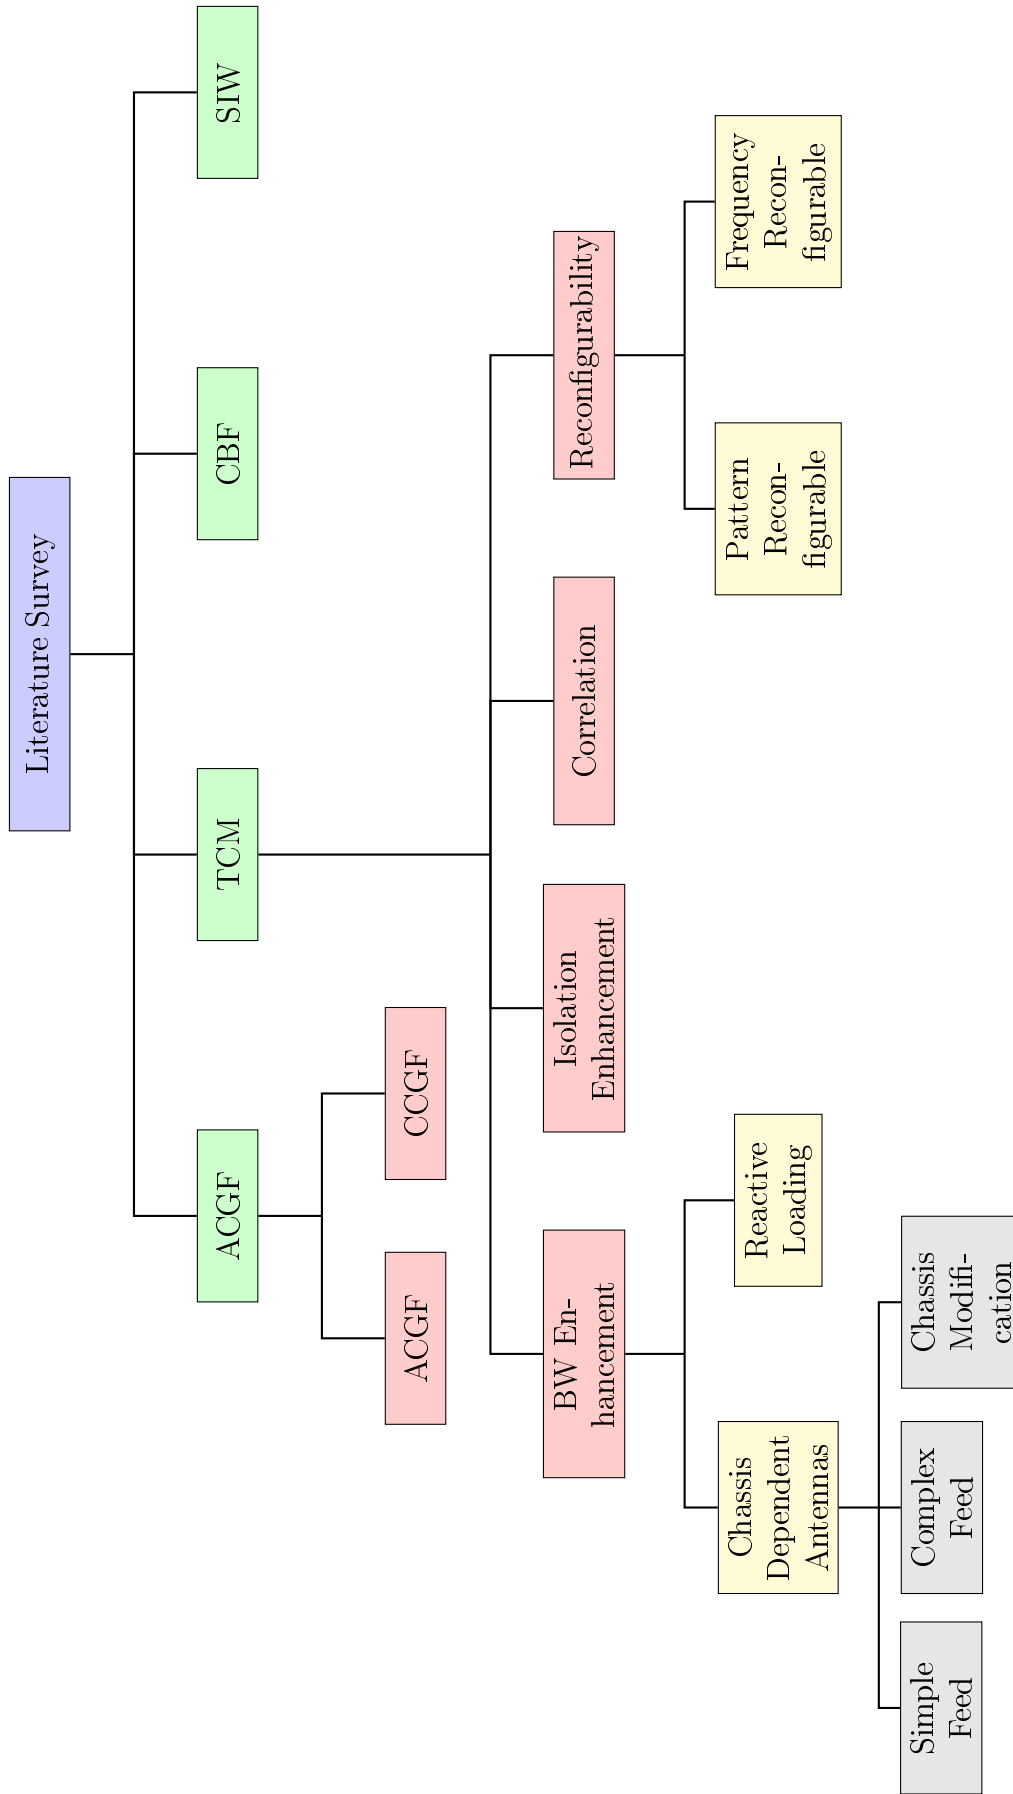 Literature Survey
ACGF
TCM
CBF
SIW
ACGF
CCGF
BW En-
hancement
Isolation
Enhancement
Correlation
Reconfigurability
Chassis
Dependent
Antennas
Reactive
Loading
Pattern
Recon-
figurable
Frequency
Recon-
figurable
Simple
Feed
Complex
Feed
Chassis
Modifi-
cation